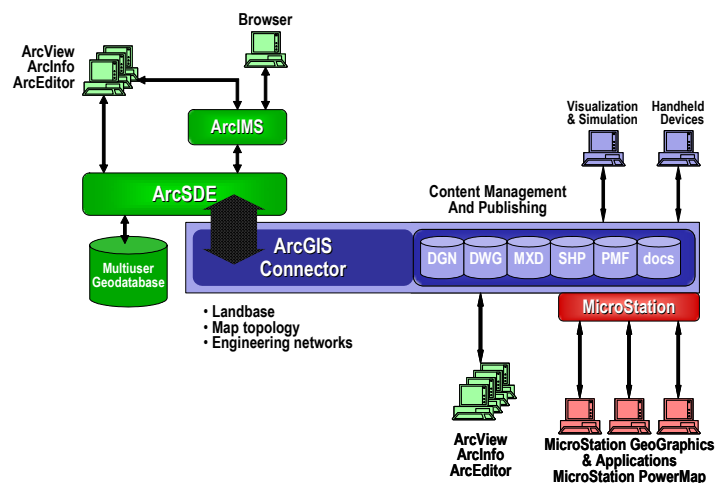 Browser
ArcView
ArcInfo
ArcEditor
ArcIMS
Visualization
& Simulation
Handheld
Devices
ArcSDE
Content Management
And Publishing
Multiuser
Geodatabase
ArcGIS
Connector
DGN
DWG
MXD
SHP
PMF
docs
MicroStation
• Landbase
• Map topology
• Engineering networks
ArcView
ArcInfo
ArcEditor
MicroStation GeoGraphics
& Applications
MicroStation PowerMap